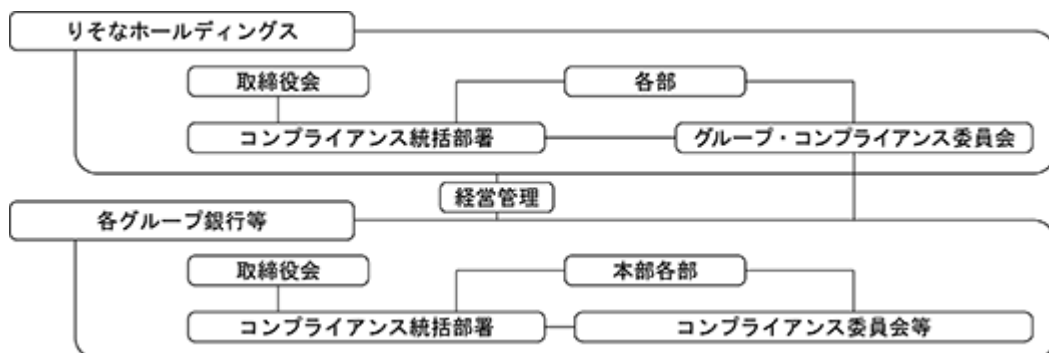 りそなホールディングス
取締役会
各部
コンプライアンス統括部署
グループ・コンプライアンス委員会
経営管理
各グループ銀行等
取締役会
本部各部
コンプライアンス統括部署
コンプライアンス委員会等